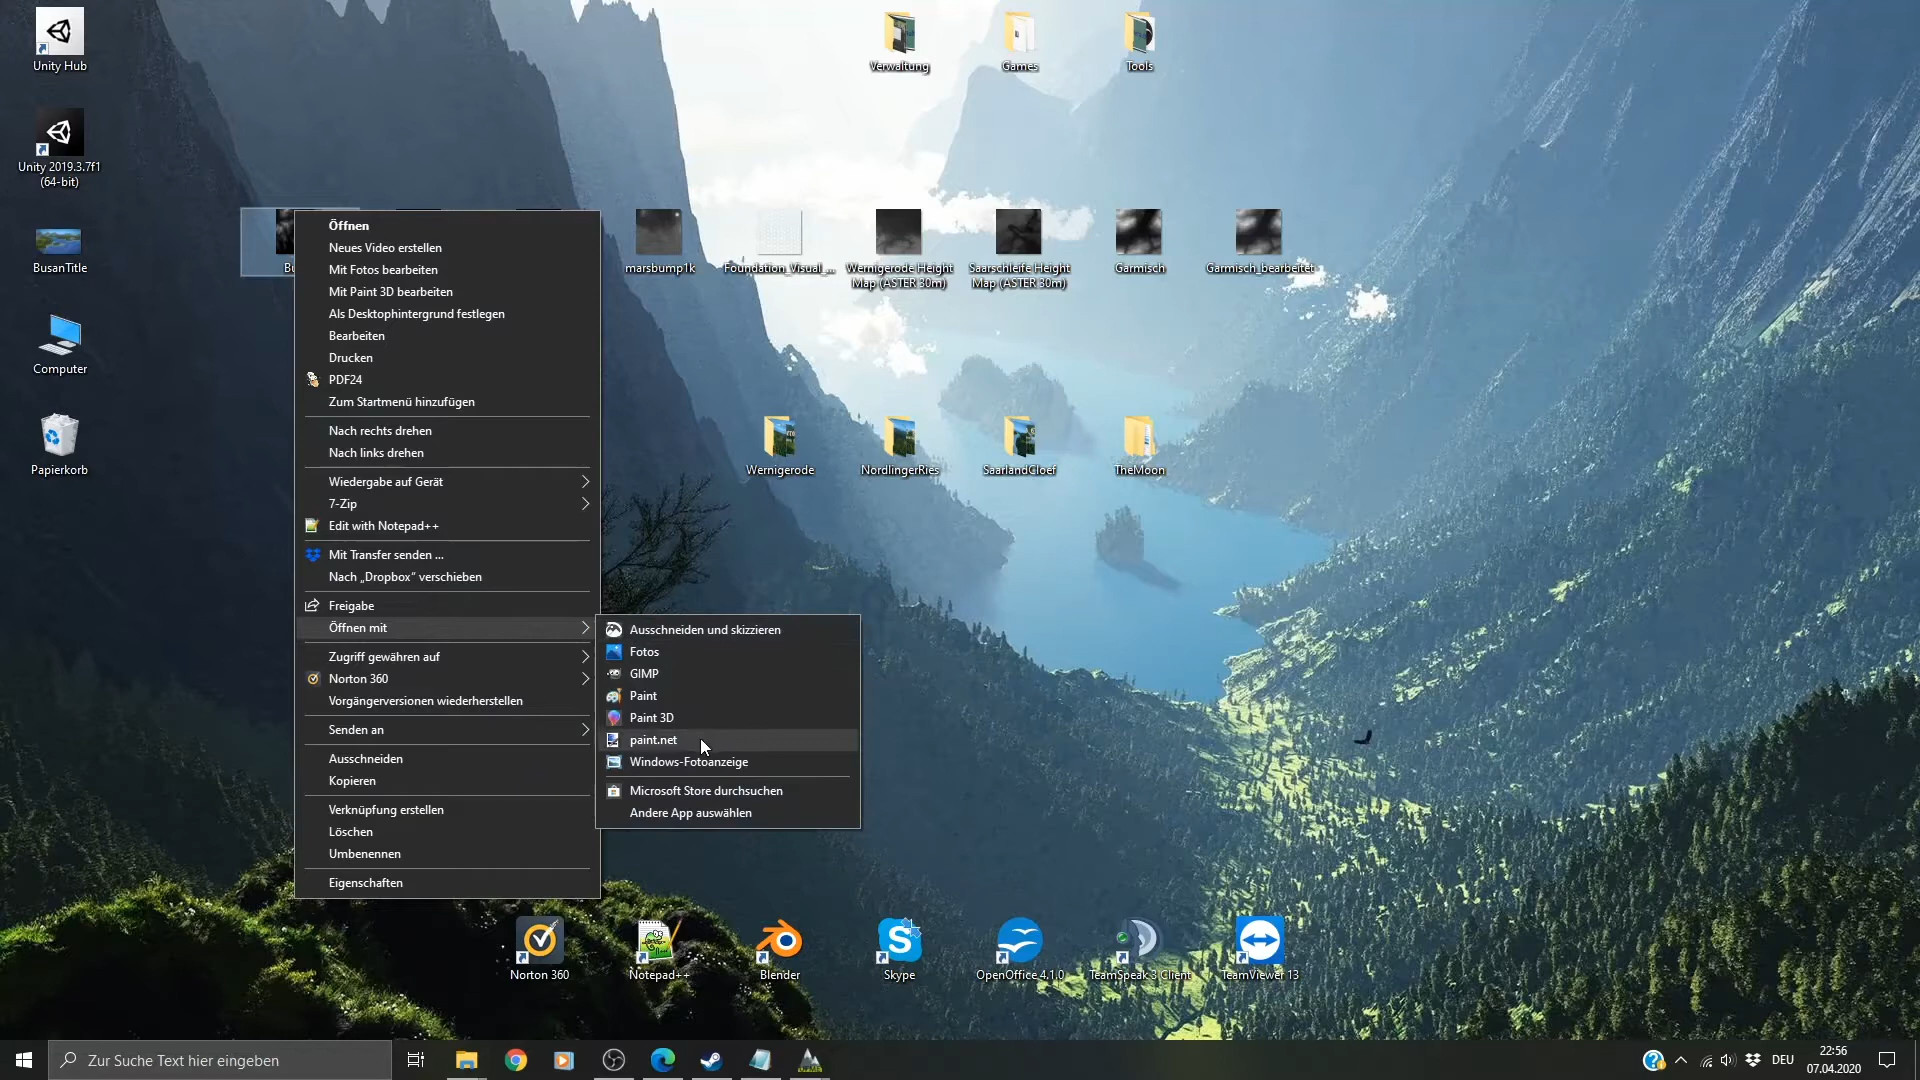 Unity Hub
Verwaltung
Games
Tools
Unity 2019.3.7f1
(64-bit)
BusanTitle
Computer
Papierkorb
marsbump1k
Foundation_Visual_...
Wernigerode Height
Map (ASTER 30m)
Saarschleife Height
Map (ASTER 30m)
Garmisch
Garmisch_bearbeitet
Wernigerode
NordlingerRies
SaarlandCloef
TheMoon
Öffnen
Neues Video erstellen
Mit Fotos bearbeiten
Mit Paint 3D bearbeiten
Als Desktophintergrund festlegen
Bearbeiten
Drucken
PDF24
Zum Startmenü hinzufügen
Nach rechts drehen
Nach links drehen
Wiedergabe auf Gerät
7-Zip
Edit with Notepad++
Mit Transfer senden ...
Nach „Dropbox“ verschieben
Freigabe
Öffnen mit
Zugriff gewähren auf
Norton 360
Vorgängerversionen wiederherstellen
Senden an
Ausschneiden
Kopieren
Verknüpfung erstellen
Löschen
Umbenennen
Eigenschaften
Ausschneiden und skizzieren
Fotos
GIMP
Paint
Paint 3D
paint.net
Windows-Fotoanzeige
Microsoft Store durchsuchen
Andere App auswählen
Norton 360
Notepad++
Blender
Skype
OpenOffice 4.1.0
TeamSpeak 3 Client
TeamViewer 13
Zur Suche Text hier eingeben
DEU
22:56
07.04.2020